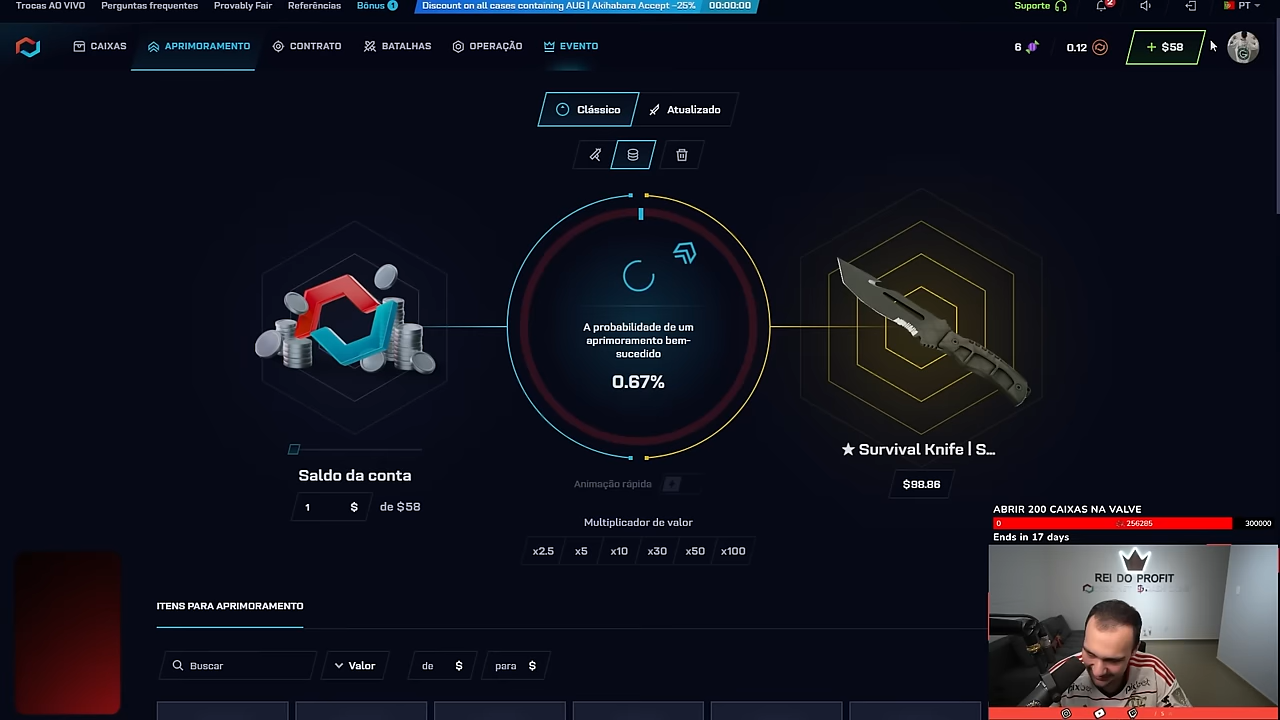 Trocas AO VIVO Perguntas frequentes Provably Fair Referências Bônus 1 Discount on all cases containing AUG | Akihabara Accept -25% 00:00:00 Suporte 2 PT
CAIXAS APRIMORAMENTO CONTRATO BATALHAS OPERAÇÃO EVENTO 6 0.12 + $58
Clássico Atualizado
A probabilidade de um
aprimoramento bem-
sucedido
0.67%
★ Survival Knife | S...
$98.86
Saldo da conta
1 $ de $58
Animação rápida
Multiplicador de valor
x2.5 x5 x10 x30 x50 x100
ABRIR 200 CAIXAS NA VALVE
0 256285 300000
Ends in 17 days
REI DO PROFIT
ITENS PARA APRIMORAMENTO
Buscar Valor de $ para $